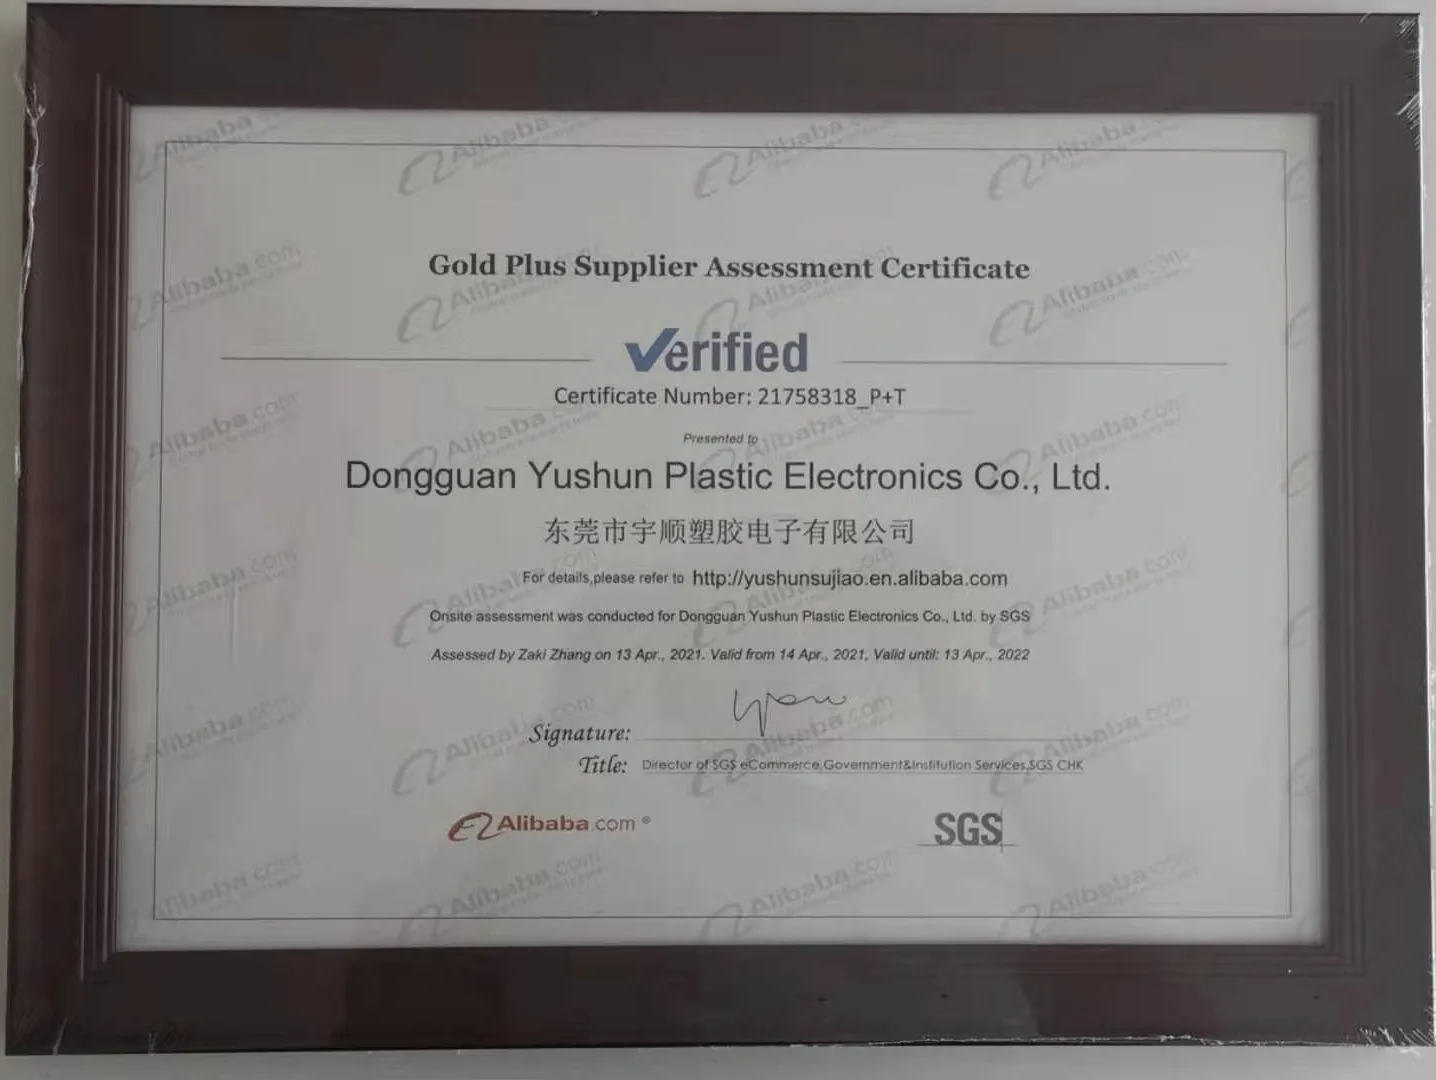 Gold Plus Supplier Assessment Certificate
Verified
Certificate Number: 21758318_P+T
Presented to
Dongguan Yushun Plastic Electronics Co., Ltd.
东莞市宇顺塑胶电子有限公司
For details,please refer to http://yushunsujiao.en.alibaba.com
Onsite assessment was conducted for Dongguan Yushun Plastic Electronics Co., Ltd. by SGS
Assessed by Zaki Zhang on 13 Apr., 2021. Valid from 14 Apr., 2021, Valid until: 13 Apr., 2022
Signature:
Title: Director of SGS eCommerce,Government&Institution Services,SGS CHK
Alibaba.com®
SGS